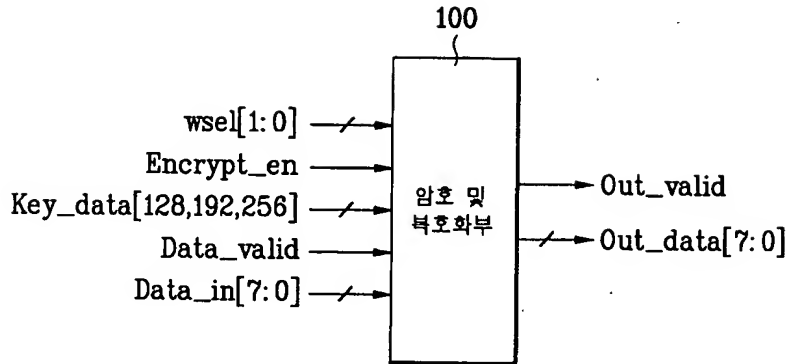 100
wsel[1:0]
Encrypt_en
Key_data[128,192,256]
Data_valid
Data_in[7:0]
암호 및
복호화부
Out_valid
Out_data[7:0]